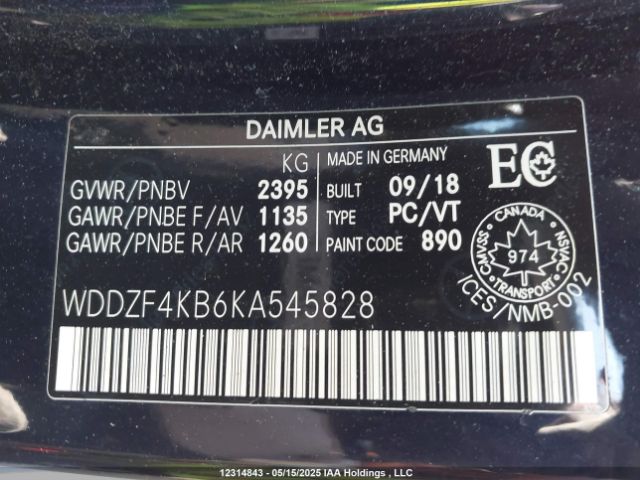 DAIMLER AG
KG MADE IN GERMANY
GVWR/PNBV 2395 BUILT 09/18
GAWR/PNBE F/AV 1135 TYPE PC/VT
GAWR/PNBE R/AR 1260 PAINT CODE 890
EC
CANADA
CMVSS
974
NSVAC
TRANSPORT
ICES/NMB-002
WDDZF4KB6KA545828
12314843 - 05/15/2025 IAA Holdings , LLC